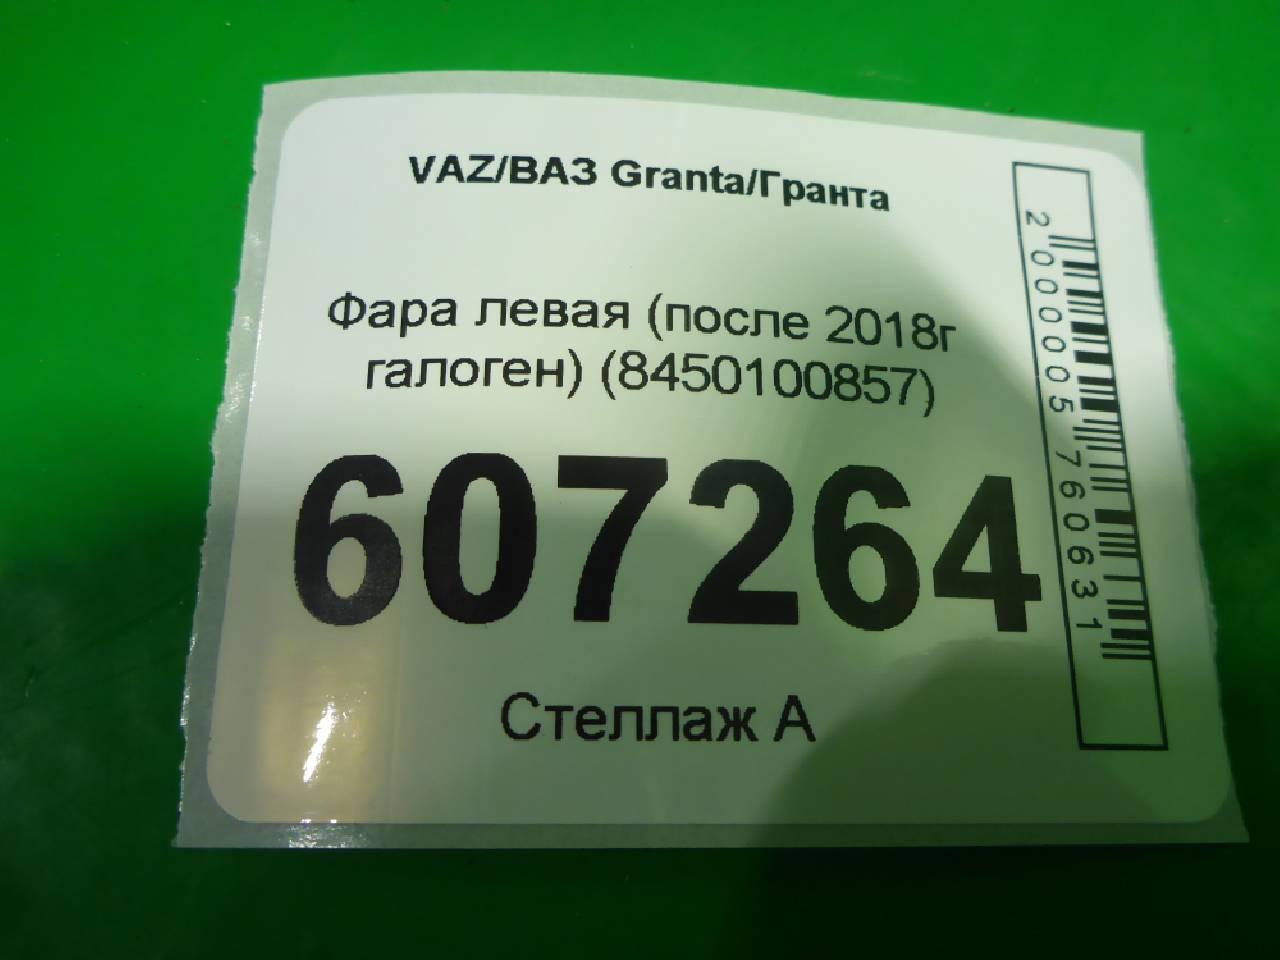 VAZ/ВАЗ Granta/Гранта
Фара левая (после 2018г
галоген) (8450100857)
607264
Стеллаж А
2000005760631